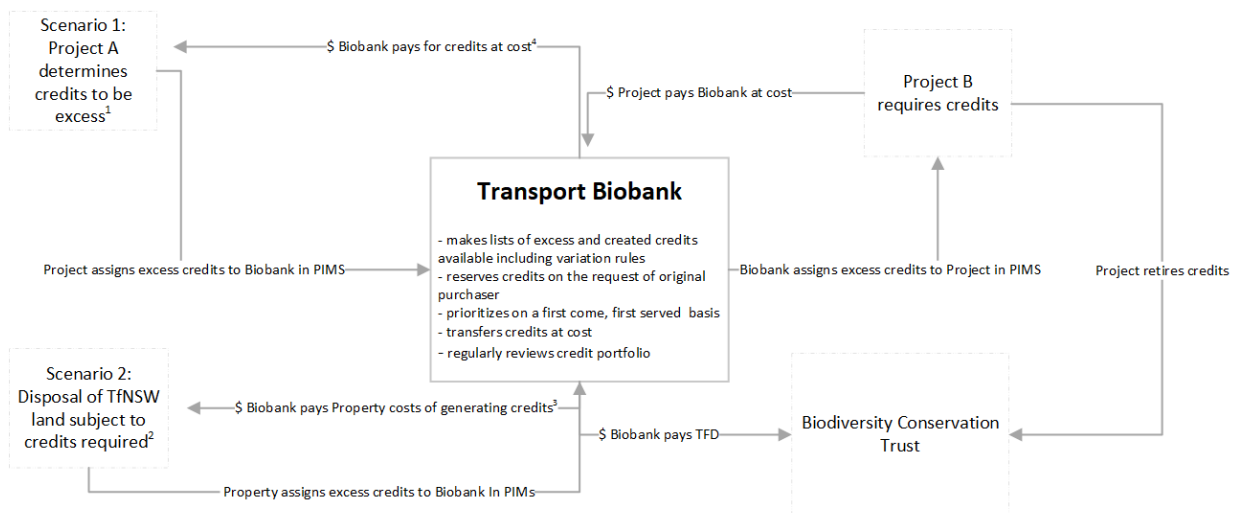 Scenario 1:
Project A
determines
credits to be
excess¹
$ Biobank pays for credits at cost⁴
$ Project pays Biobank at cost
Project B
requires credits
Transport Biobank
- makes lists of excess and created credits
available including variation rules
- reserves credits on the request of original
purchaser
- prioritizes on a first come, first served basis
- transfers credits at cost
- regularly reviews credit portfolio
Project assigns excess credits to Biobank in PIMS
Biobank assigns excess credits to Project in PIMS
Project retires credits
Scenario 2:
Disposal of TfNSW
land subject to
credits required²
$ Biobank pays Property costs of generating credits³
$ Biobank pays TFD
Biodiversity Conservation
Trust
Property assigns excess credits to Biobank In PIMs